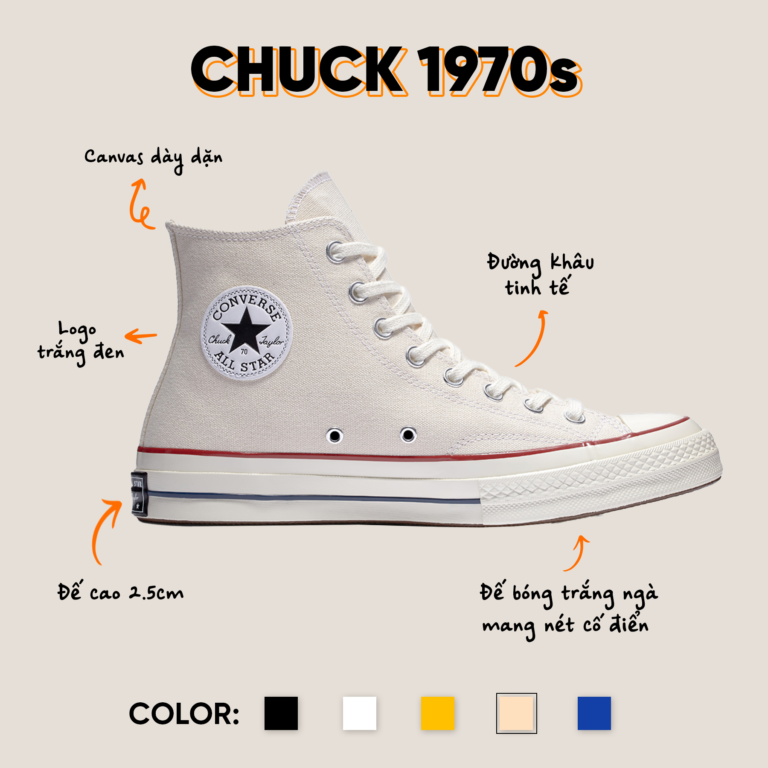 CHUCK 1970s
Canvas dày dặn
Đường khâu
tinh tế
CONVERSE
Chuck Taylor
70
ALL STAR
Logo
trắng đen
Đế cao 2.5cm
Đế bóng trắng ngà
mang nét cổ điển
COLOR: